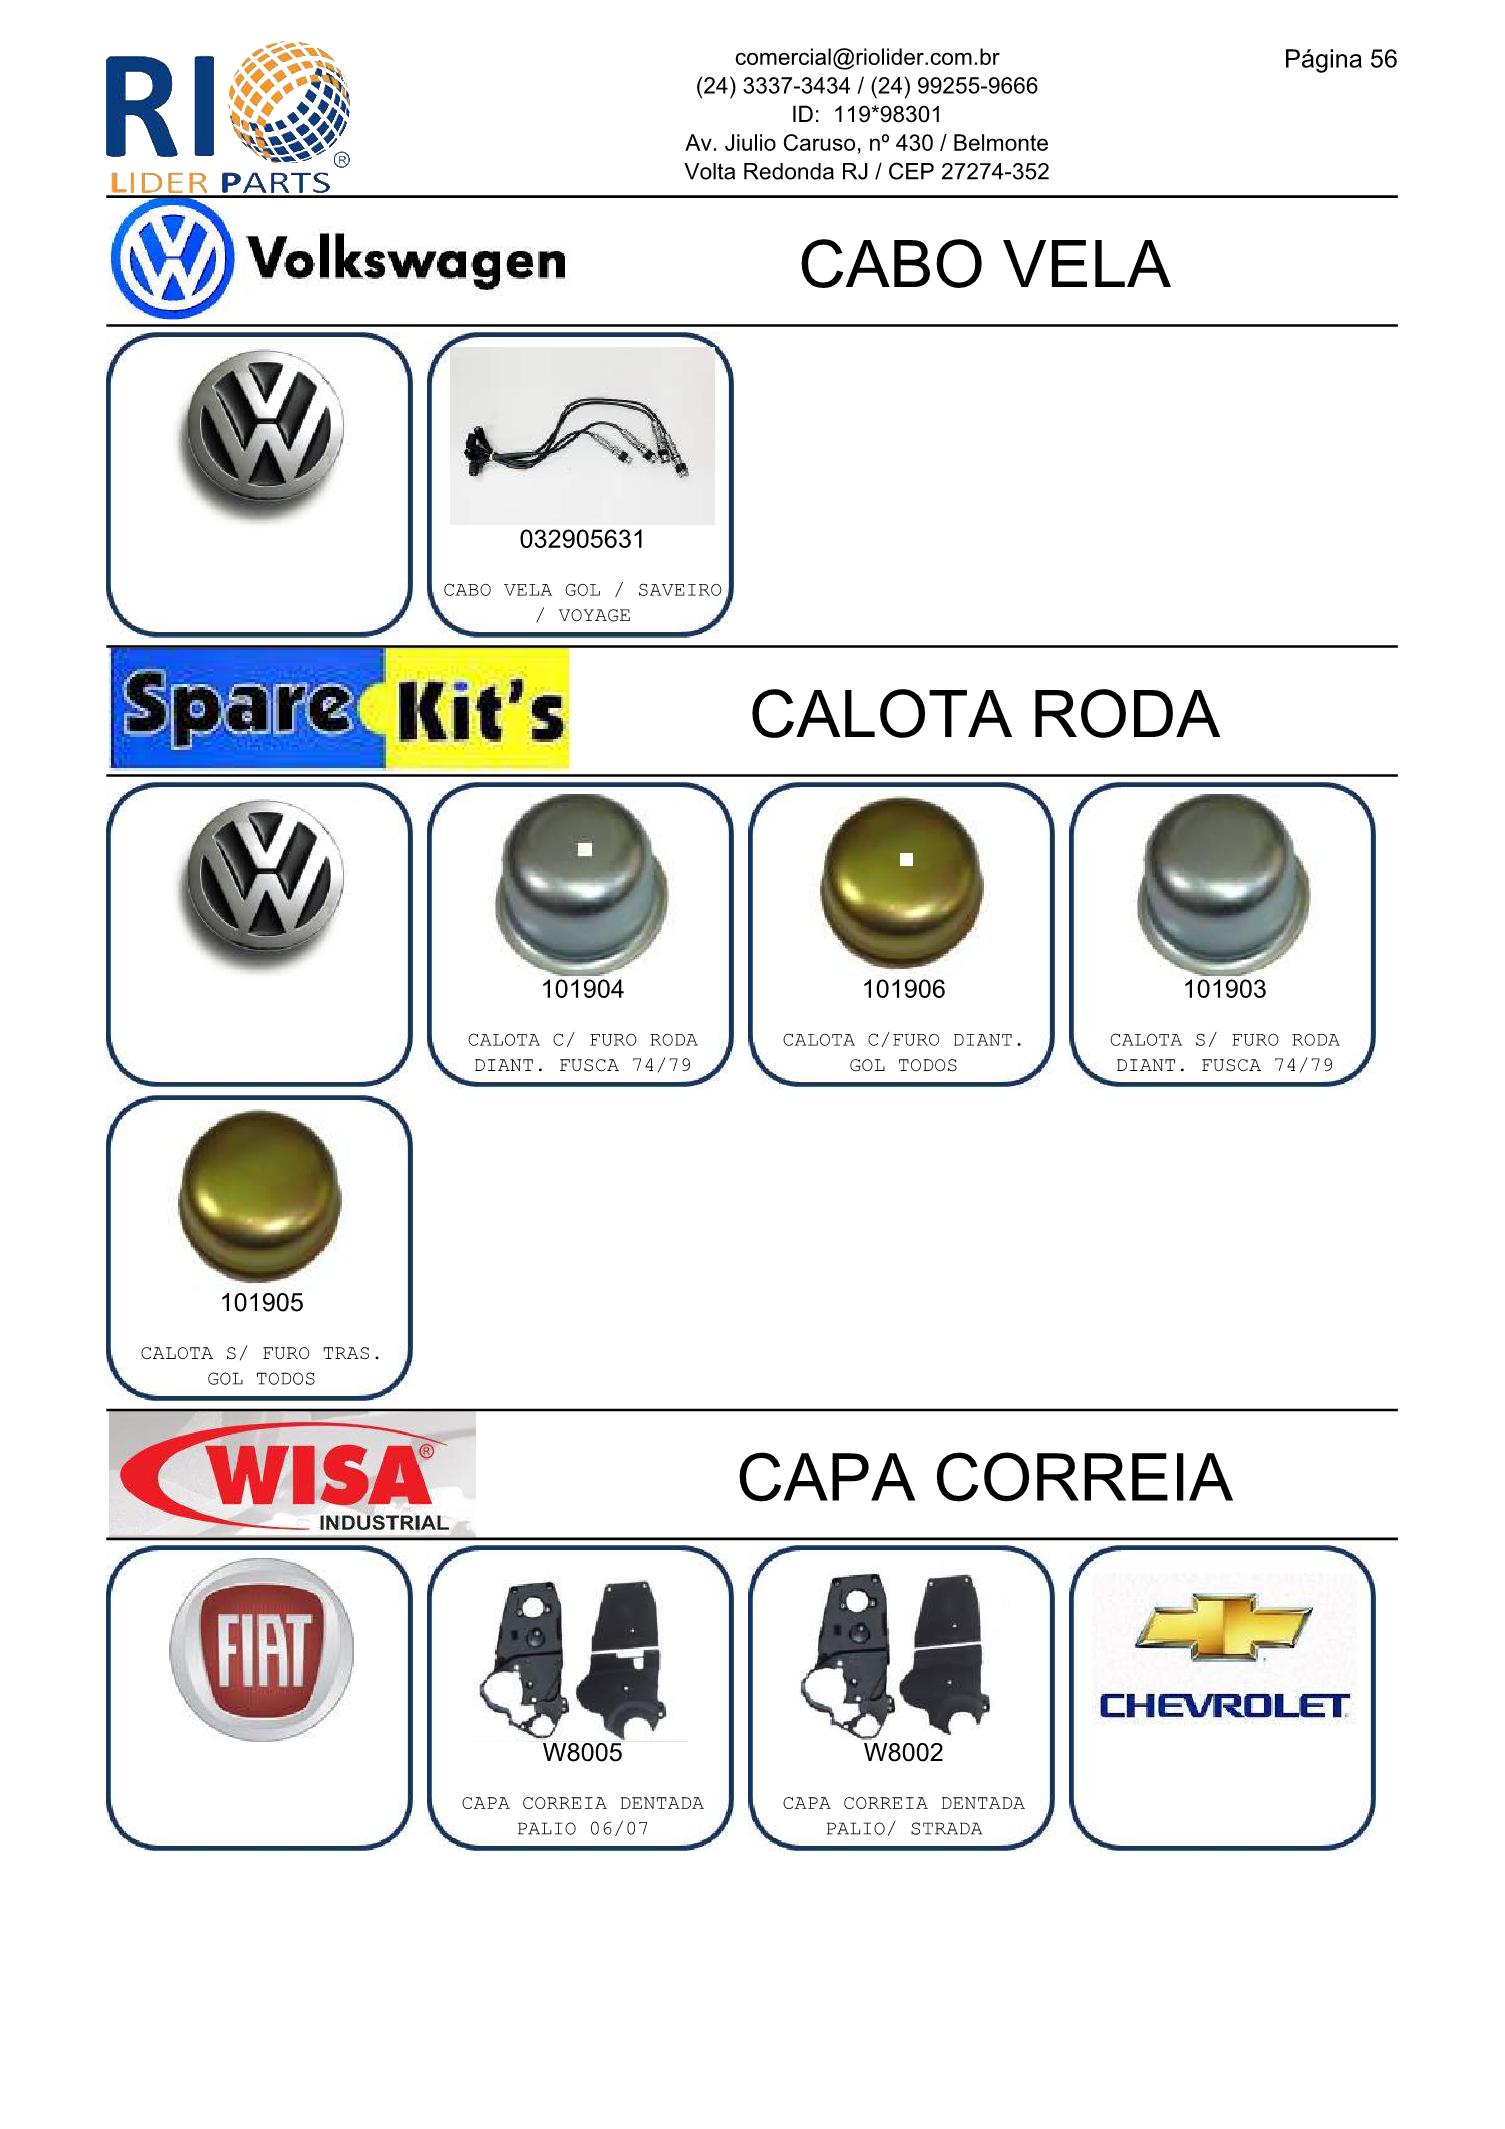 RIO®
LIDER PARTS
comercial@riolider.com.br
(24) 3337-3434 / (24) 99255-9666
ID:  119*98301
Av. Jiulio Caruso, nº 430 / Belmonte
Volta Redonda RJ / CEP 27274-352
Página 56
Volkswagen
CABO VELA
032905631
CABO VELA GOL / SAVEIRO
/ VOYAGE
Spare Kit's
CALOTA RODA
101904
CALOTA C/ FURO RODA
DIANT. FUSCA 74/79
101906
CALOTA C/FURO DIANT.
GOL TODOS
101903
CALOTA S/ FURO RODA
DIANT. FUSCA 74/79
101905
CALOTA S/ FURO TRAS.
GOL TODOS
WISA®
INDUSTRIAL
CAPA CORREIA
FIAT
W8005
CAPA CORREIA DENTADA
PALIO 06/07
W8002
CAPA CORREIA DENTADA
PALIO/ STRADA
CHEVROLET